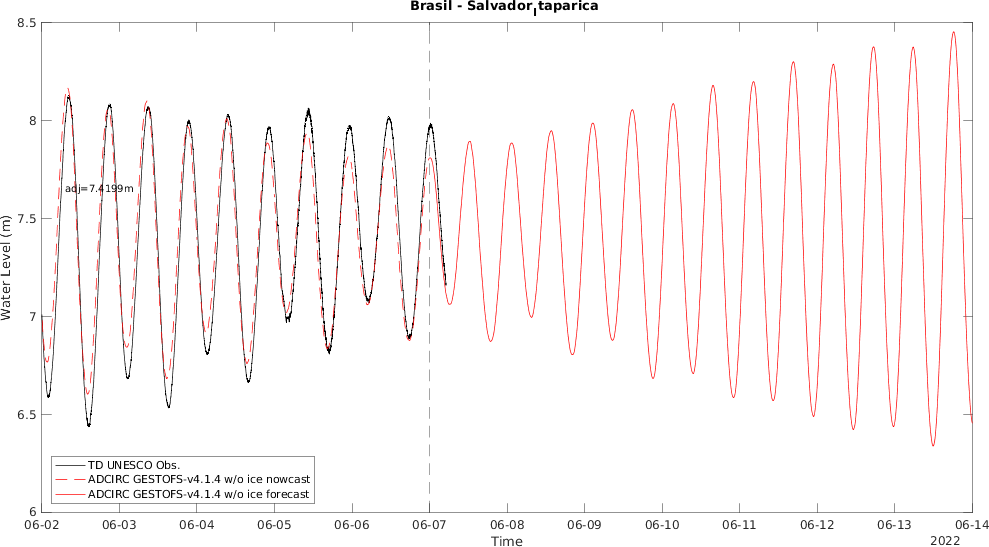 Brasil - Salvador,taparica
8.5
8
7.5
7
6.5
6
Water Level (m)
adj=7.4199m
TD UNESCO Obs.
ADCIRC GESTOFS-v4.1.4 w/o ice nowcast
ADCIRC GESTOFS-v4.1.4 w/o ice forecast
06-02 06-03 06-04 06-05 06-06 06-07 06-08 06-09 06-10 06-11 06-12 06-13 06-14
Time
2022